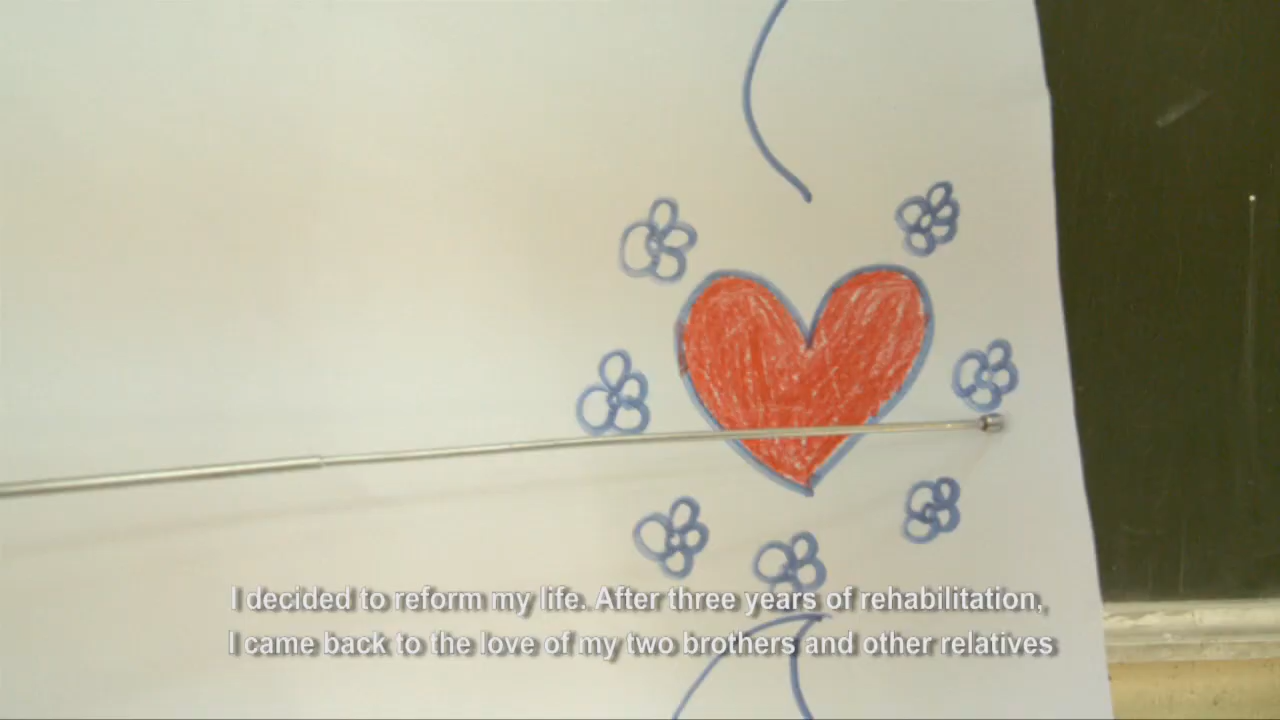 I decided to reform my life. After three years of rehabilitation,
I came back to the love of my two brothers and other relatives